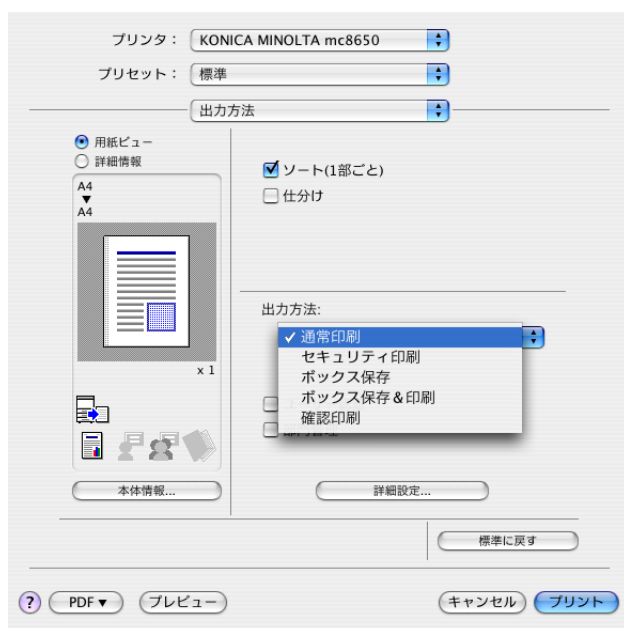 プリンタ： KONICA MINOLTA mc8650
プリセット： 標準
出力方法
用紙ビュー
詳細情報
A4
▼
A4
x 1
本体情報...
ソート(1部ごと)
仕分け
出力方法:
✓ 通常印刷
セキュリティ印刷
ボックス保存
ボックス保存＆印刷
確認印刷
詳細設定...
標準に戻す
? PDF▼ プレビュー キャンセル プリント